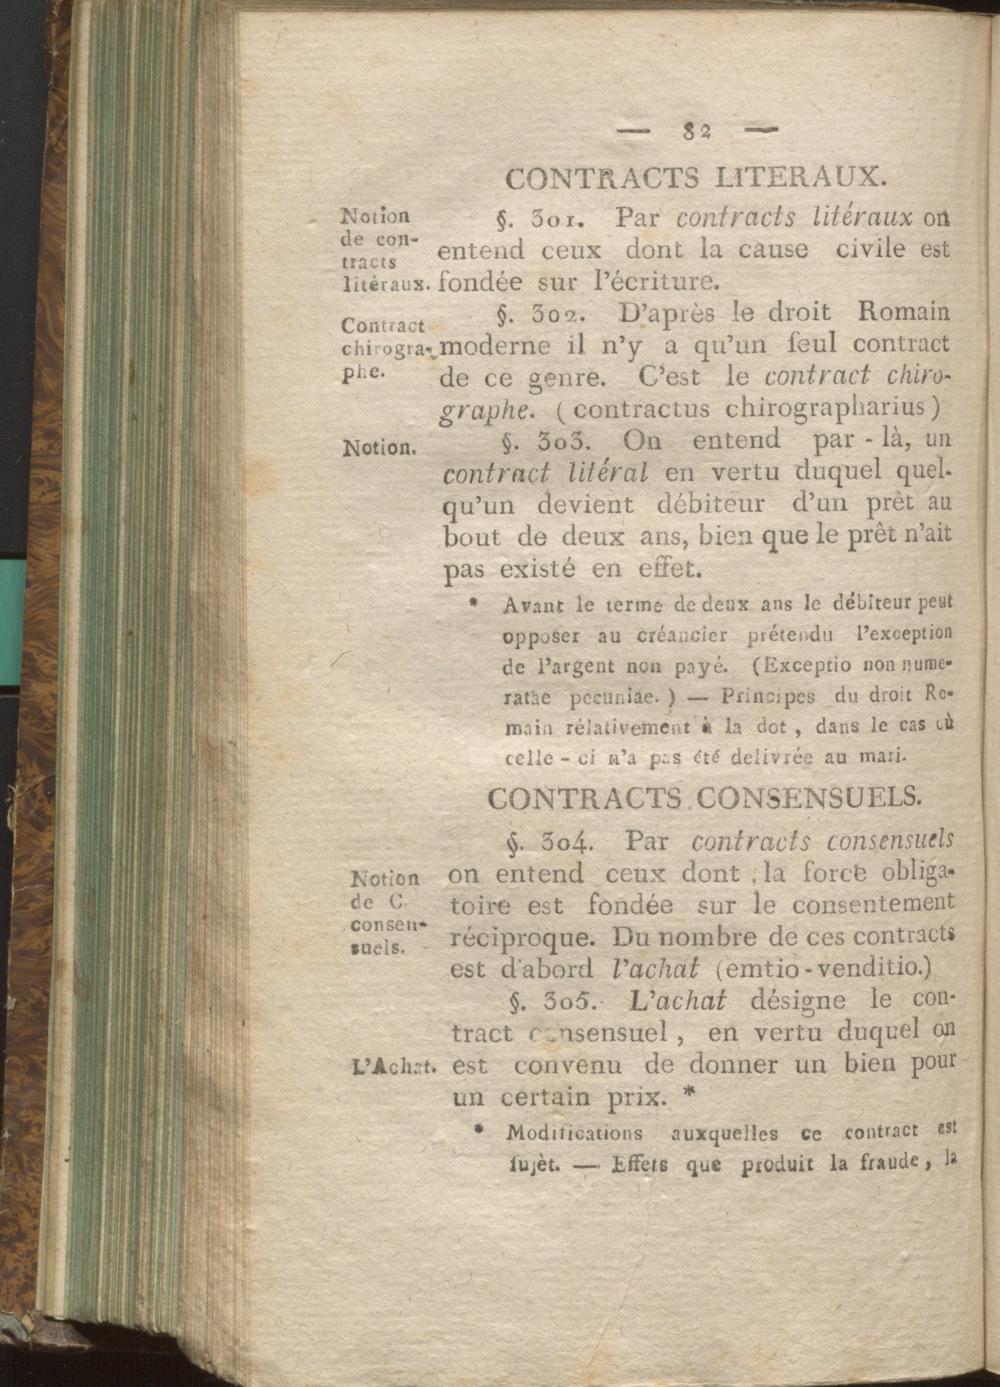 — 82 —
CONTRACTS LITERAUX.
Notion
de con-
tracts
litéraux.
§. 301. Par contracts litéraux on
entend ceux dont la cause civile est
fondée sur l'écriture.
Contract
chirogra-
phe.
§. 302. D'après le droit Romain
moderne il n'y a qu'un ſeul contract
de ce genre. C'est le contract chiro-
graphe. (contractus chirographarius)
Notion.
§. 303. On entend par-là, un
contract litéral en vertu duquel quel-
qu'un devient débiteur d'un prêt au
bout de deux ans, bien que le prêt n'ait
pas existé en effet.
* Avant le terme de deux ans le débiteur peut
opposer au créancier prétendu l'exception
de l'argent non payé. (Exceptio non nume-
ratae pecuniae.) — Principes du droit Ro-
main rélativement à la dot, dans le cas où
celle-ci n'a pas été delivrée au mari.
CONTRACTS CONSENSUELS.
Notion
de C.
consen-
suels.
§. 304. Par contracts consensuels
on entend ceux dont la force obliga-
toire est fondée sur le consentement
réciproque. Du nombre de ces contracts
est d'abord l'achat (emtio-venditio.)
L'Achat.
§. 305. L'achat désigne le con-
tract consensuel, en vertu duquel on
est convenu de donner un bien pour
un certain prix. *
* Modifications auxquelles ce contract est
ſujèt. — Effets que produit la fraude, la